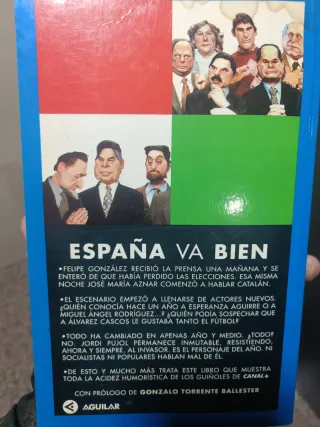 ESPAÑA VA BIEN
•FELIPE GONZÁLEZ RECIBIÓ LA PRENSA UNA MAÑANA Y SE
ENTERO DE QUE HABÍA PERDIDO LAS ELECCIONES. ESA MISMA
NOCHE JOSÉ MARÍA AZNAR COMENZÓ A HABLAR CATALÁN.
•EL ESCENARIO EMPEZÓ A LLENARSE DE ACTORES NUEVOS.
¿QUIÉN CONOCÍA HACE UN AÑO A ESPERANZA AGUIRRE O A
MIGUEL ÁNGEL RODRÍGUEZ...? ¿QUIÉN PODÍA SOSPECHAR QUE
A ÁLVAREZ CASCOS LE GUSTABA TANTO EL FÚTBOL?
•TODO HA CAMBIADO EN APENAS AÑO Y MEDIO. ¿TODO?
NO. JORDI PUJOL PERMANECE INMUTABLE, RESISTIENDO,
AHORA Y SIEMPRE, AL INVASOR. ES EL PERSONAJE DEL AÑO. NI
SOCIALISTAS NI POPULARES HABLAN MAL DE ÉL.
•DE ESTO Y MUCHO MÁS TRATA ESTE LIBRO QUE MUESTRA
TODA LA ACIDEZ HUMORÍSTICA DE LOS GUIÑOLES DE CANAL+
CON PRÓLOGO DE GONZALO TORRENTE BALLESTER
AGUILAR